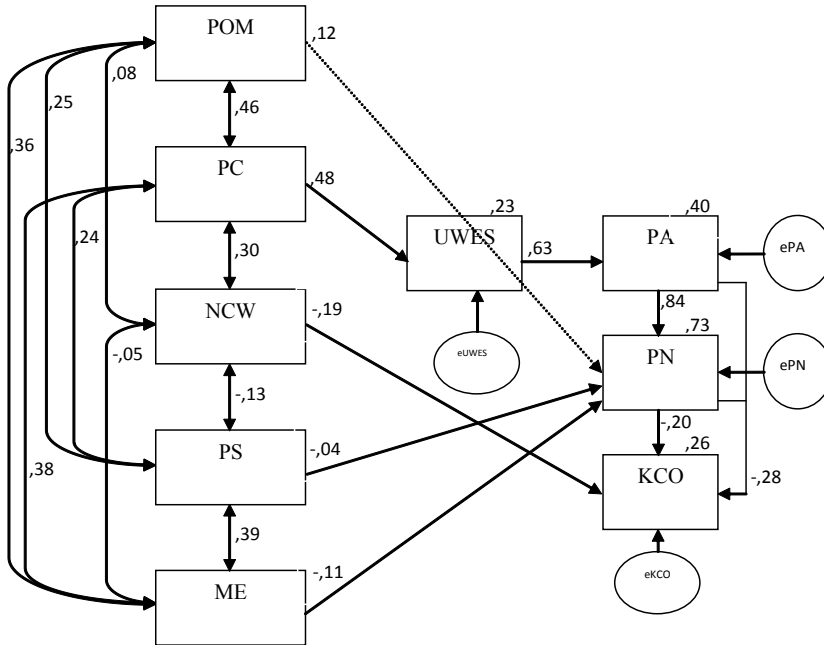 POM
,12
,08
,25
,46
,36
PC
,48
,23
,40
,24
UWES
,63
PA
ePA
,30
,84
NCW
-,19
,73
-,05
eUWES
PN
ePN
-,13
-,20
PS
-,04
,26
,38
KCO
-,28
,39
-,11
eKCO
ME